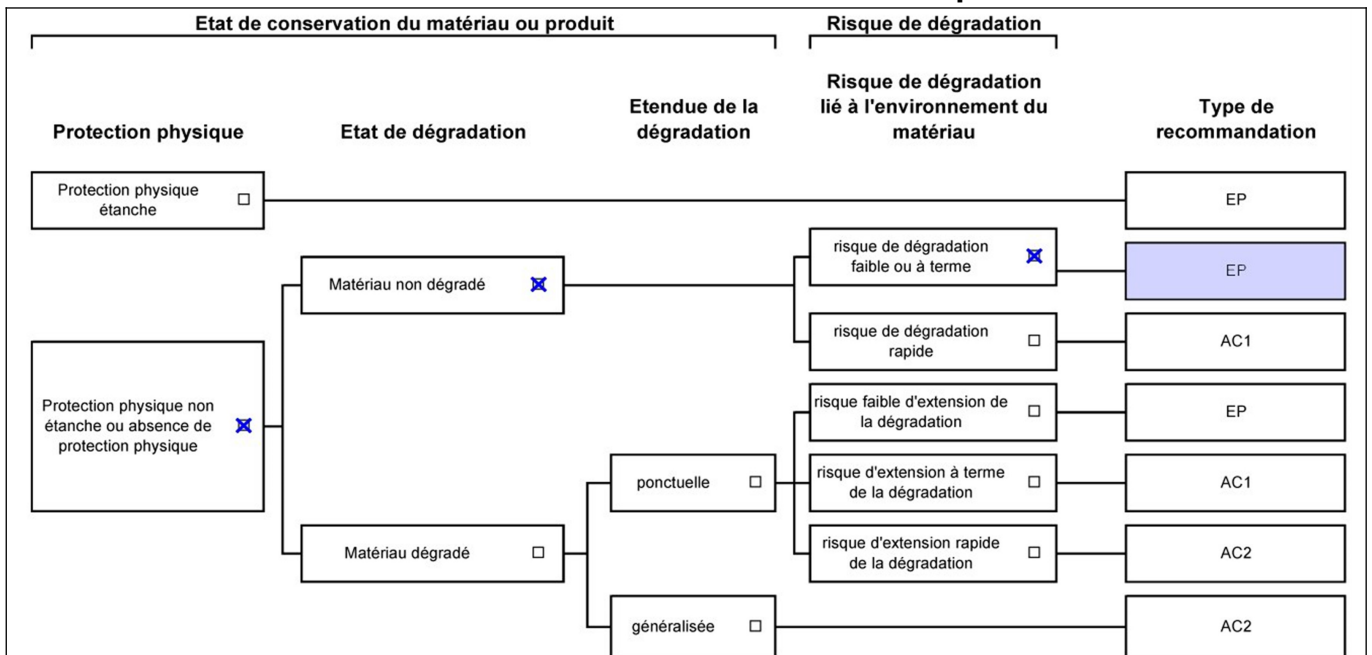 Etat de conservation du matériau ou produit
Risque de dégradation
Protection physique
Etat de dégradation
Etendue de la
dégradation
Risque de dégradation
lié à l'environnement du
matériau
Type de
recommandation
Protection physique
étanche
EP
risque de dégradation
faible ou à terme
EP
Matériau non dégradé
risque de dégradation
rapide
AC1
Protection physique non
étanche ou absence de
protection physique
risque faible d'extension de
la dégradation
EP
ponctuelle
risque d'extension à terme
de la dégradation
AC1
Matériau dégradé
risque d'extension rapide
de la dégradation
AC2
généralisée
AC2